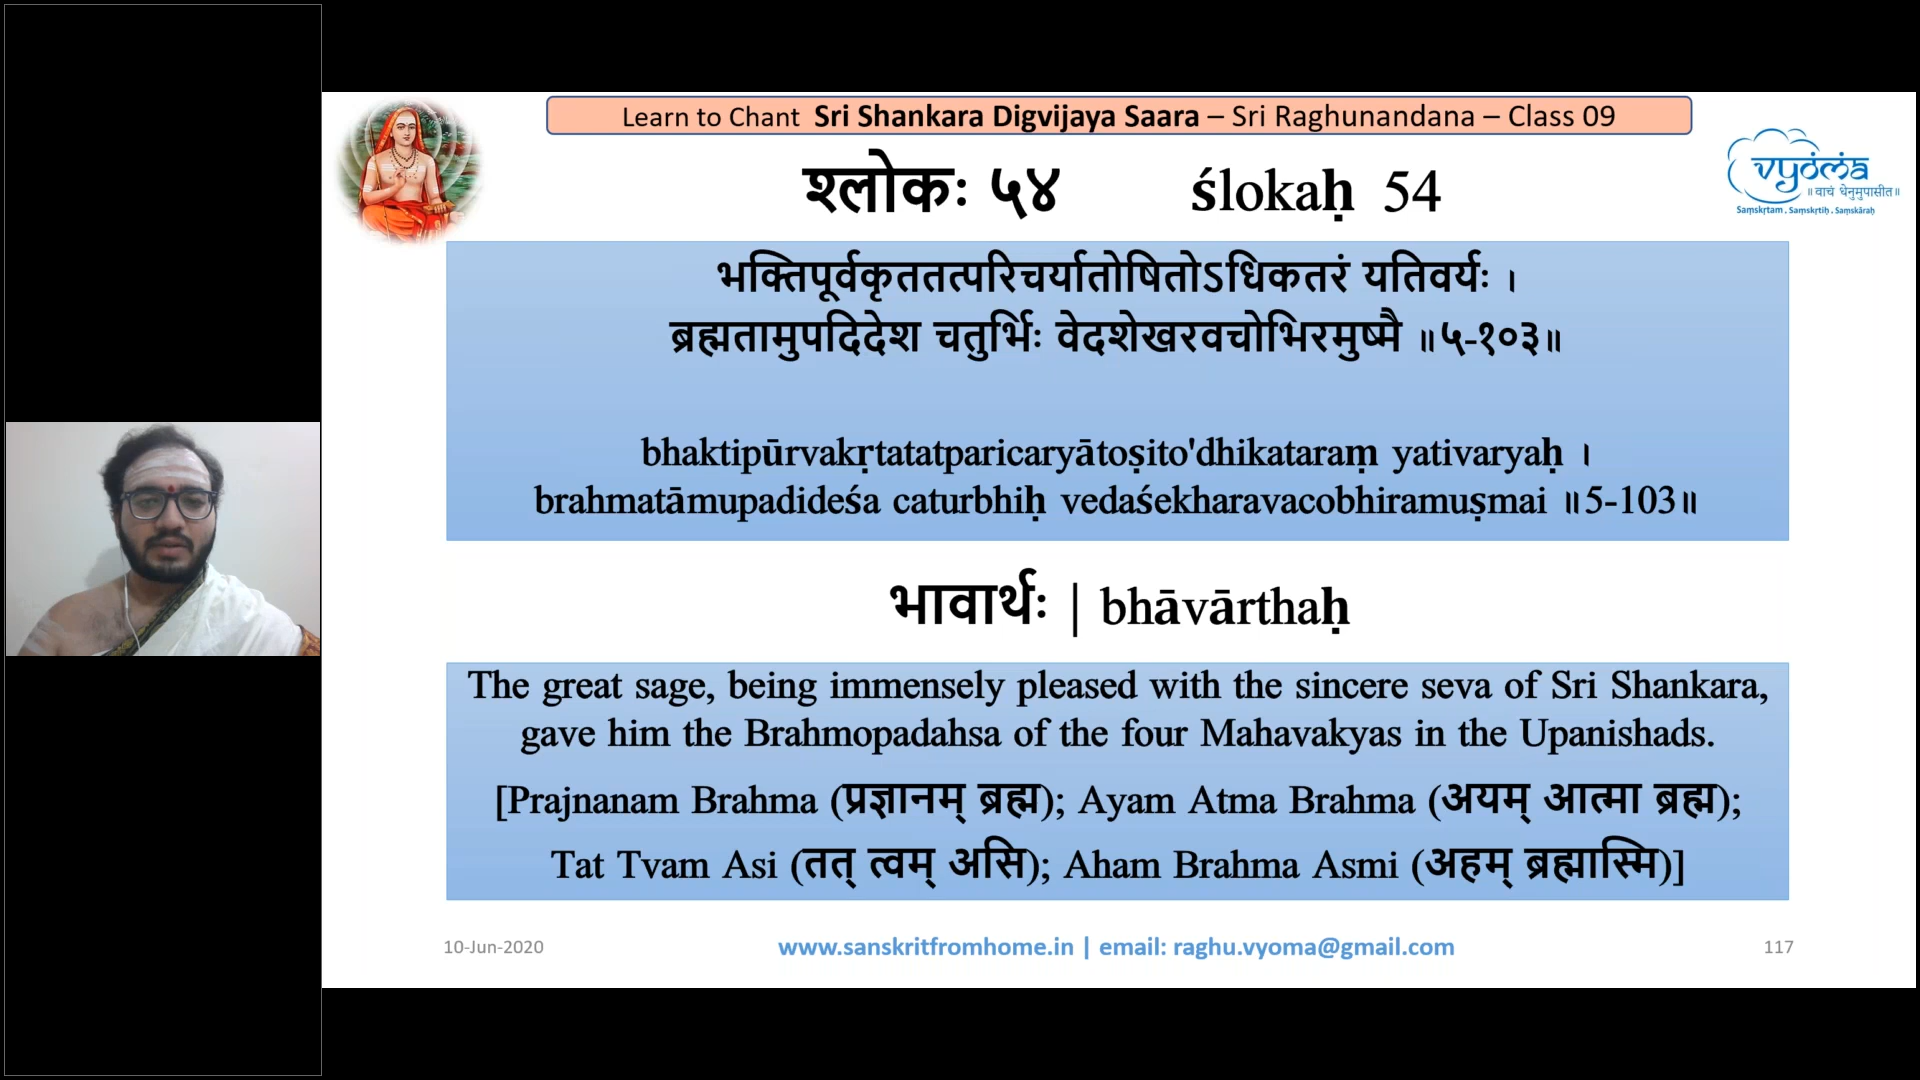 Learn to Chant Sri Shankara Digvijaya Saara – Sri Raghunandana – Class 09
vyoma
॥ वाचं धेनुमुपासीत॥
Saṃskṛtam . Saṃskṛtiḥ . Saṃskāraḥ
श्लोकः ५४ ślokaḥ 54
भक्तिपूर्वकृततत्परिचर्यातोषितोऽधिकतरं यतिवर्यः ।
ब्रह्मतामुपदिदेश चतुर्भिः वेदशेखरवचोभिरमुष्मै ॥५-१०३॥
bhaktipūrvakṛtatatparicaryātoṣito'dhikataraṃ yativaryaḥ ।
brahmatāmupadideśa caturbhiḥ vedaśekharavacobhiramuṣmai ॥5-103॥
भावार्थः | bhāvārthaḥ
The great sage, being immensely pleased with the sincere seva of Sri Shankara,
gave him the Brahmopadahsa of the four Mahavakyas in the Upanishads.
[Prajnanam Brahma (प्रज्ञानम् ब्रह्म); Ayam Atma Brahma (अयम् आत्मा ब्रह्म);
Tat Tvam Asi (तत् त्वम् असि); Aham Brahma Asmi (अहम् ब्रह्मास्मि)]
10-Jun-2020 www.sanskritfromhome.in | email: raghu.vyoma@gmail.com 117